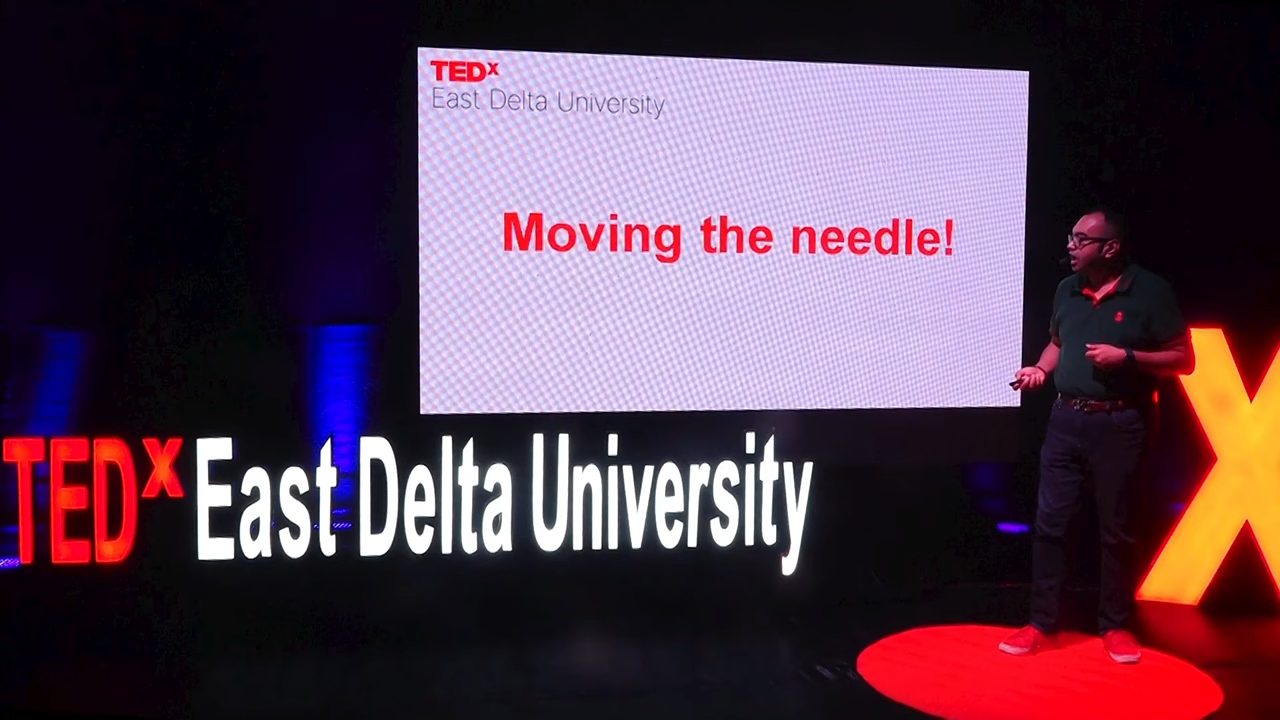 TEDx
East Delta University
Moving the needle!
TEDx East Delta University
X